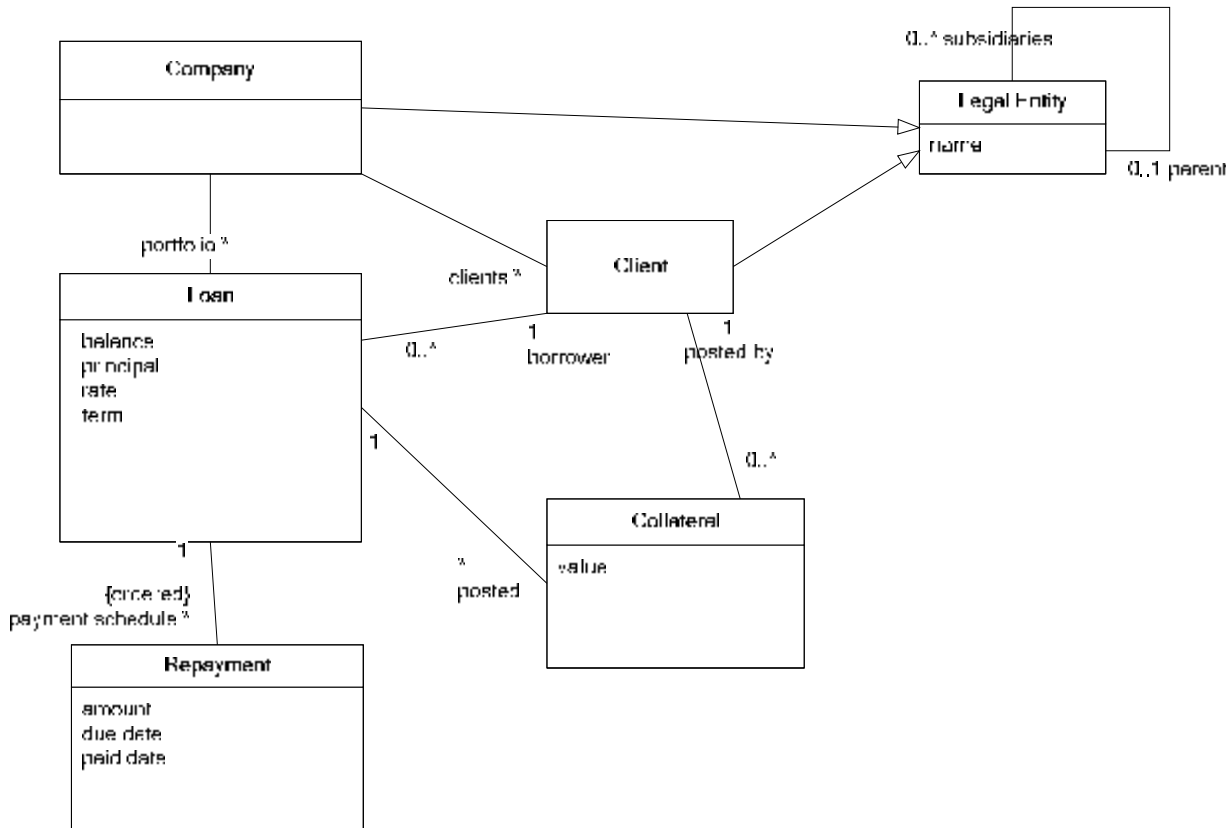 0..* subsidiaries
Company
Legal Entity
name
0..1 parent
portfolio *
Client
clients *
Loan
balance
principal
rate
term
0..*
1
borrower
1
posted by
1
0..*
Collateral
value
1
*
posted
{ordered}
payment schedule *
Repayment
amount
due date
paid date